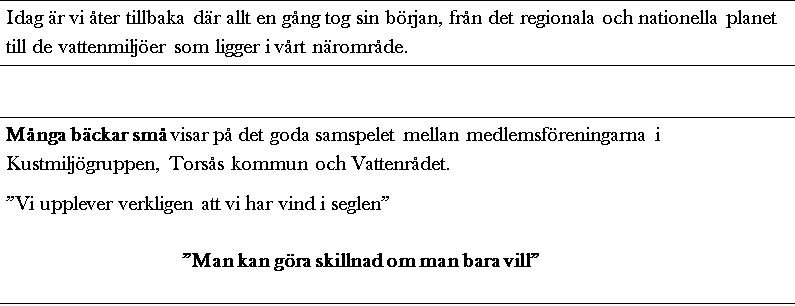 Idag är vi åter tillbaka där allt en gång tog sin början, från det regionala och nationella planet
till de vattenmiljöer som ligger i vårt närområde.
Många bäckar små visar på det goda samspelet mellan medlemsföreningarna i
Kustmiljögruppen, Torsås kommun och Vattenrådet.
”Vi upplever verkligen att vi har vind i seglen”
”Man kan göra skillnad om man bara vill”